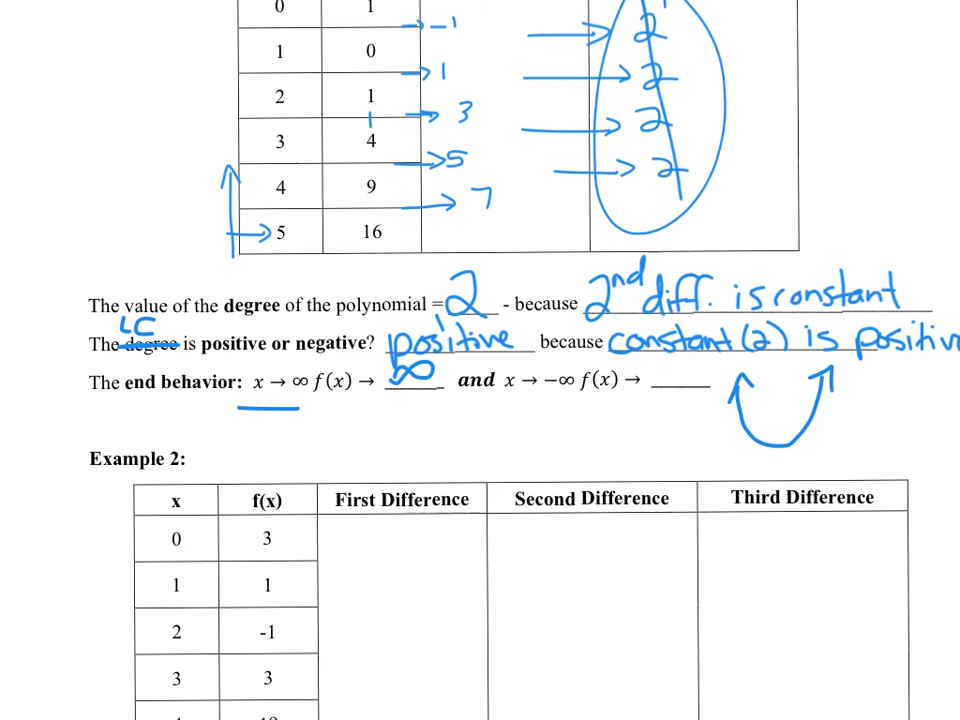 0 1
→ -1 → 2
1 0
→ 1 → 2
2 1
→ 3 → 2
3 4
→ 5 → 2
4 9
→ 7
→ 5 16
The value of the degree of the polynomial = 2 - because 2nd diff. is constant
LC
The degree is positive or negative? positive because constant (2) is positive
The end behavior: x → ∞ f(x) → ∞ and x → −∞ f(x) → ______
Example 2:
x f(x) First Difference Second Difference Third Difference
0 3
1 1
2 -1
3 3